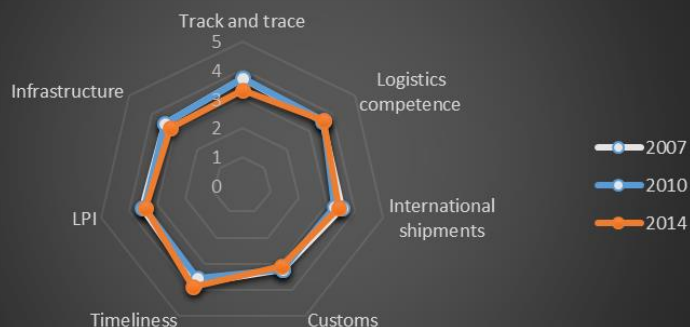 Track and trace
5
4
3
2
1
0
Logistics
competence
International
shipments
Customs
Timeliness
LPI
Infrastructure
2007
2010
2014